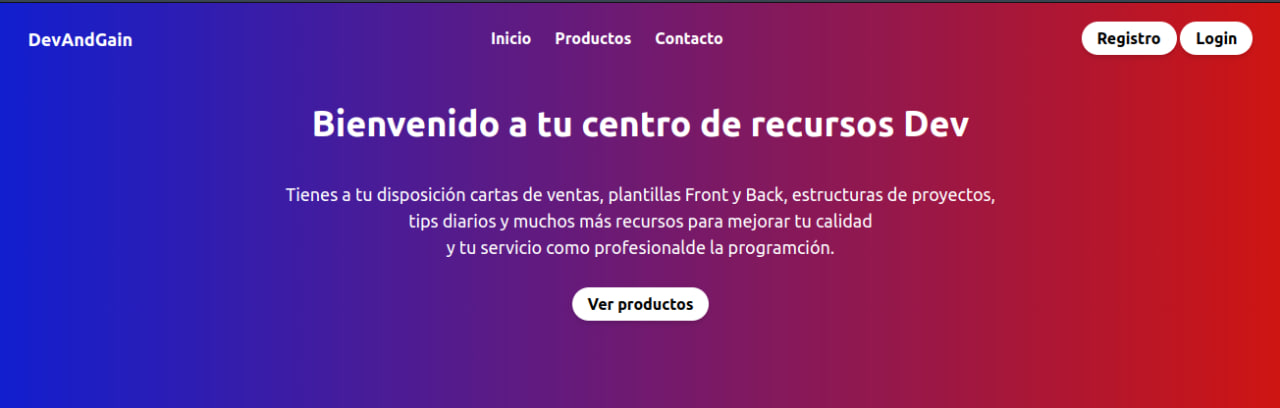 DevAndGain
Inicio Productos Contacto
Registro Login
Bienvenido a tu centro de recursos Dev
Tienes a tu disposición cartas de ventas, plantillas Front y Back, estructuras de proyectos,
tips diarios y muchos más recursos para mejorar tu calidad
y tu servicio como profesionalde la programción.
Ver productos